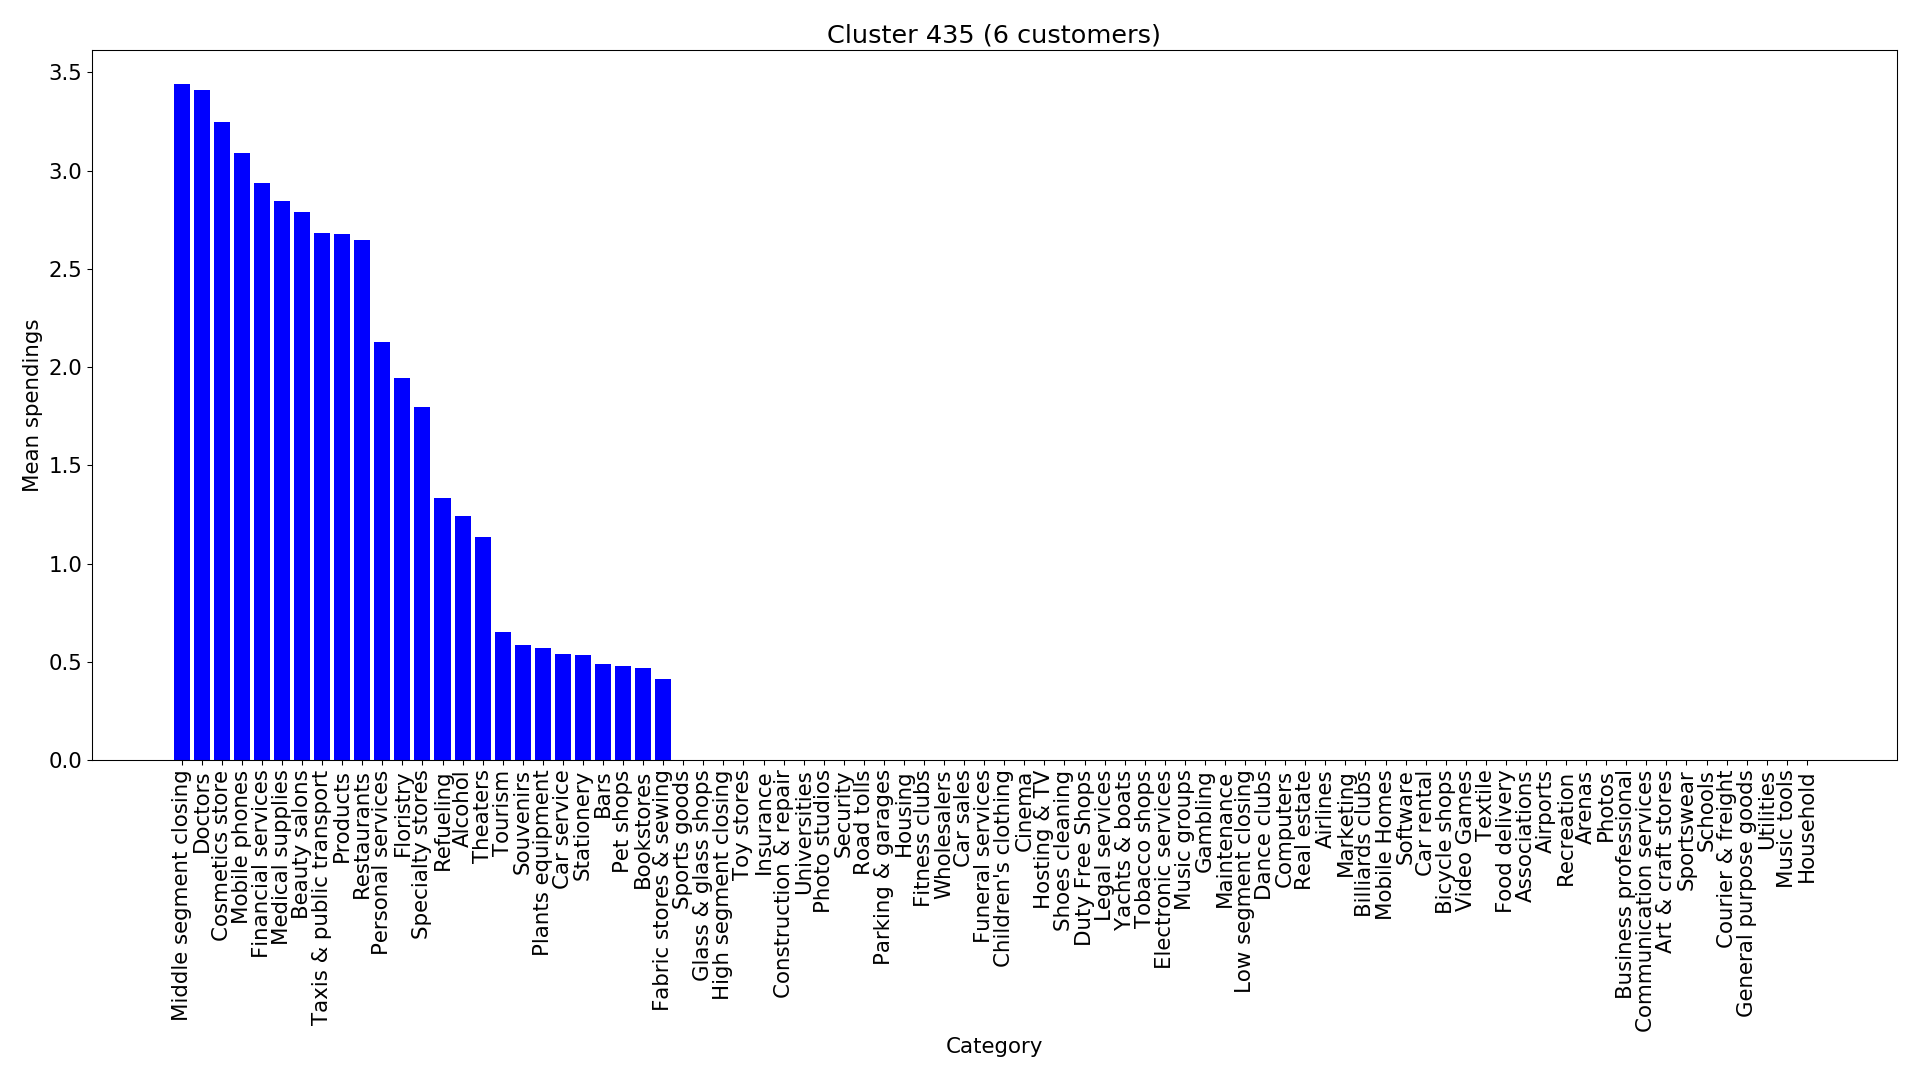 Cluster 435 (6 customers)
3.5
3.0
2.5
2.0
1.5
1.0
0.5
0.0
Mean spendings
Middle segment closing
Doctors
Cosmetics store
Mobile phones
Financial services
Medical supplies
Beauty salons
Taxis & public transport
Products
Restaurants
Personal services
Floristry
Specialty stores
Refuelling
Alcohol
Theaters
Tourism
Souvenirs
Plants equipment
Car service
Stationery
Bars
Pet shops
Bookstores
Fabric stores & sewing
Sports goods
Glass & glass shops
High segment closing
Toy stores
Insurance
Construction & repair
Universities
Photo studios
Security
Road tolls
Parking & garages
Housing
Fitness clubs
Wholesalers
Car sales
Funeral services
Children's clothing
Cinema
Hosting & TV
Shoes cleaning
Duty Free Shops
Legal services
Yachts & boats
Tobacco shops
Electronic services
Music groups
Gambling
Maintenance
Low segment closing
Dance clubs
Computers
Real estate
Airlines
Marketing
Billiards clubs
Mobile Homes
Software
Car rental
Bicycle shops
Video Games
Textile
Food delivery
Associations
Airports
Recreation
Arenas
Photos
Business professional
Communication services
Art & craft stores
Sportswear
Schools
Courier & freight
General purpose goods
Utilities
Music tools
Household
Category